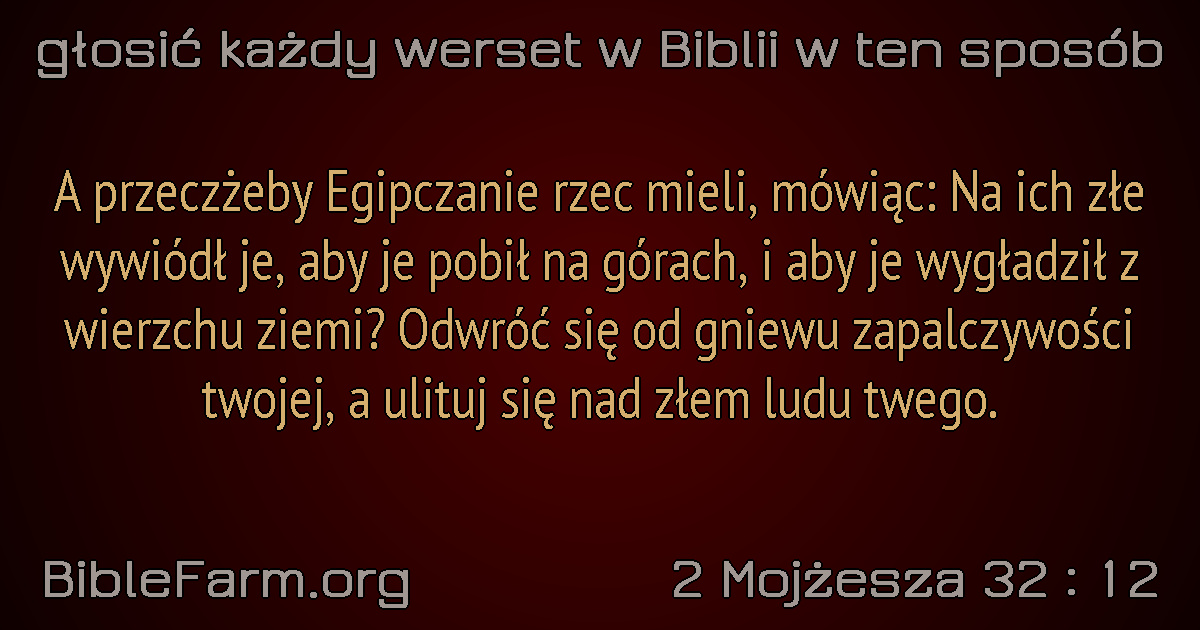 głosić każdy werset w Biblii w ten sposób
A przeczżeby Egipczanie rzec mieli, mówiąc: Na ich złe
wywiódł je, aby je pobił na górach, i aby je wygładził z
wierzchu ziemi? Odwróć się od gniewu zapalczywości
twojej, a ulituj się nad złem ludu twego.
BibleFarm.org
2 Mojżesza 32 : 12